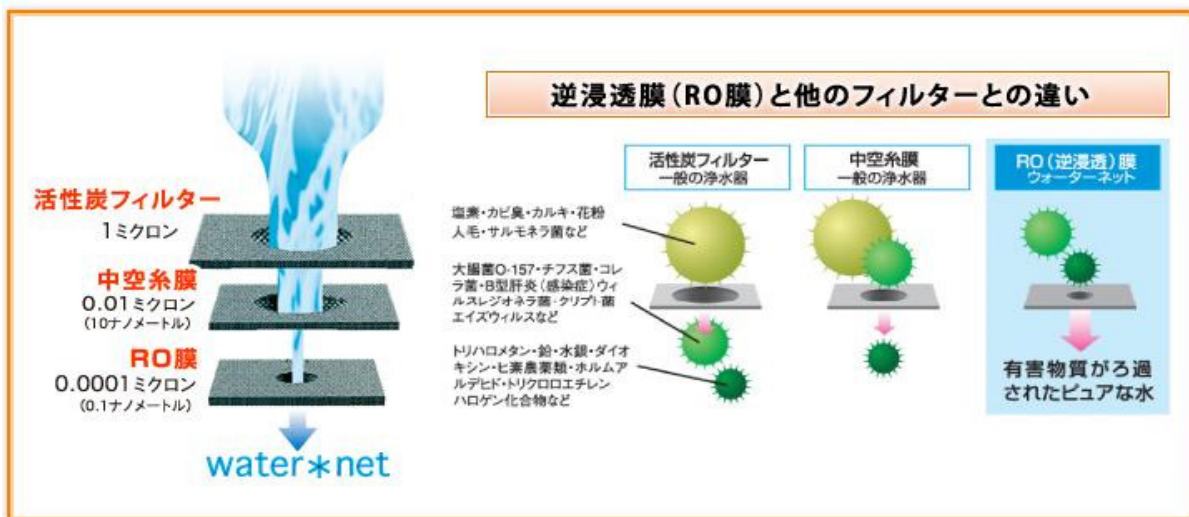 逆浸透膜（RO膜）と他のフィルターとの違い
活性炭フィルター
1ミクロン
中空糸膜
0.01ミクロン
（10ナノメートル）
RO膜
0.0001ミクロン
（0.1ナノメートル）
water*net
活性炭フィルター
一般の浄水器
中空糸膜
一般の浄水器
RO（逆浸透）膜
ウォーターネット
塩素・カビ臭・カルキ・花粉
人毛・サルモネラ菌など
大腸菌O-157・チフス菌・コレ
ラ菌・B型肝炎（感染症）ウィ
ルスレジオネラ菌・クリプト菌
エイズウィルスなど
トリハロメタン・鉛・水銀・ダイオ
キシン・ヒ素農薬類・ホルムア
ルデヒド・トリクロロエチレン
ハロゲン化合物など
有害物質がろ過
されたピュアな水